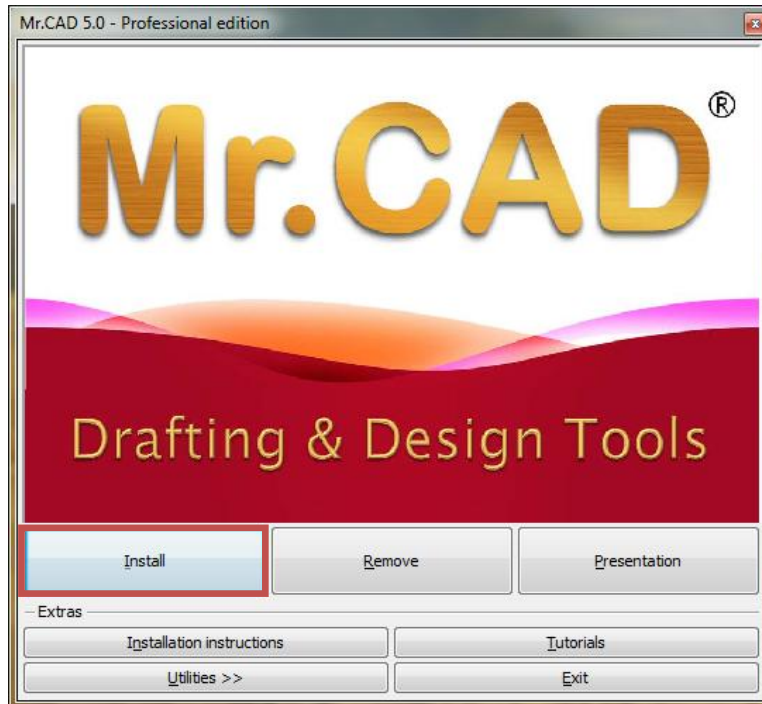 Mr.CAD 5.0 - Professional edition
Mr.CAD®
Drafting & Design Tools
Install Remove Presentation
Extras
Installation instructions Tutorials
Utilities >> Exit